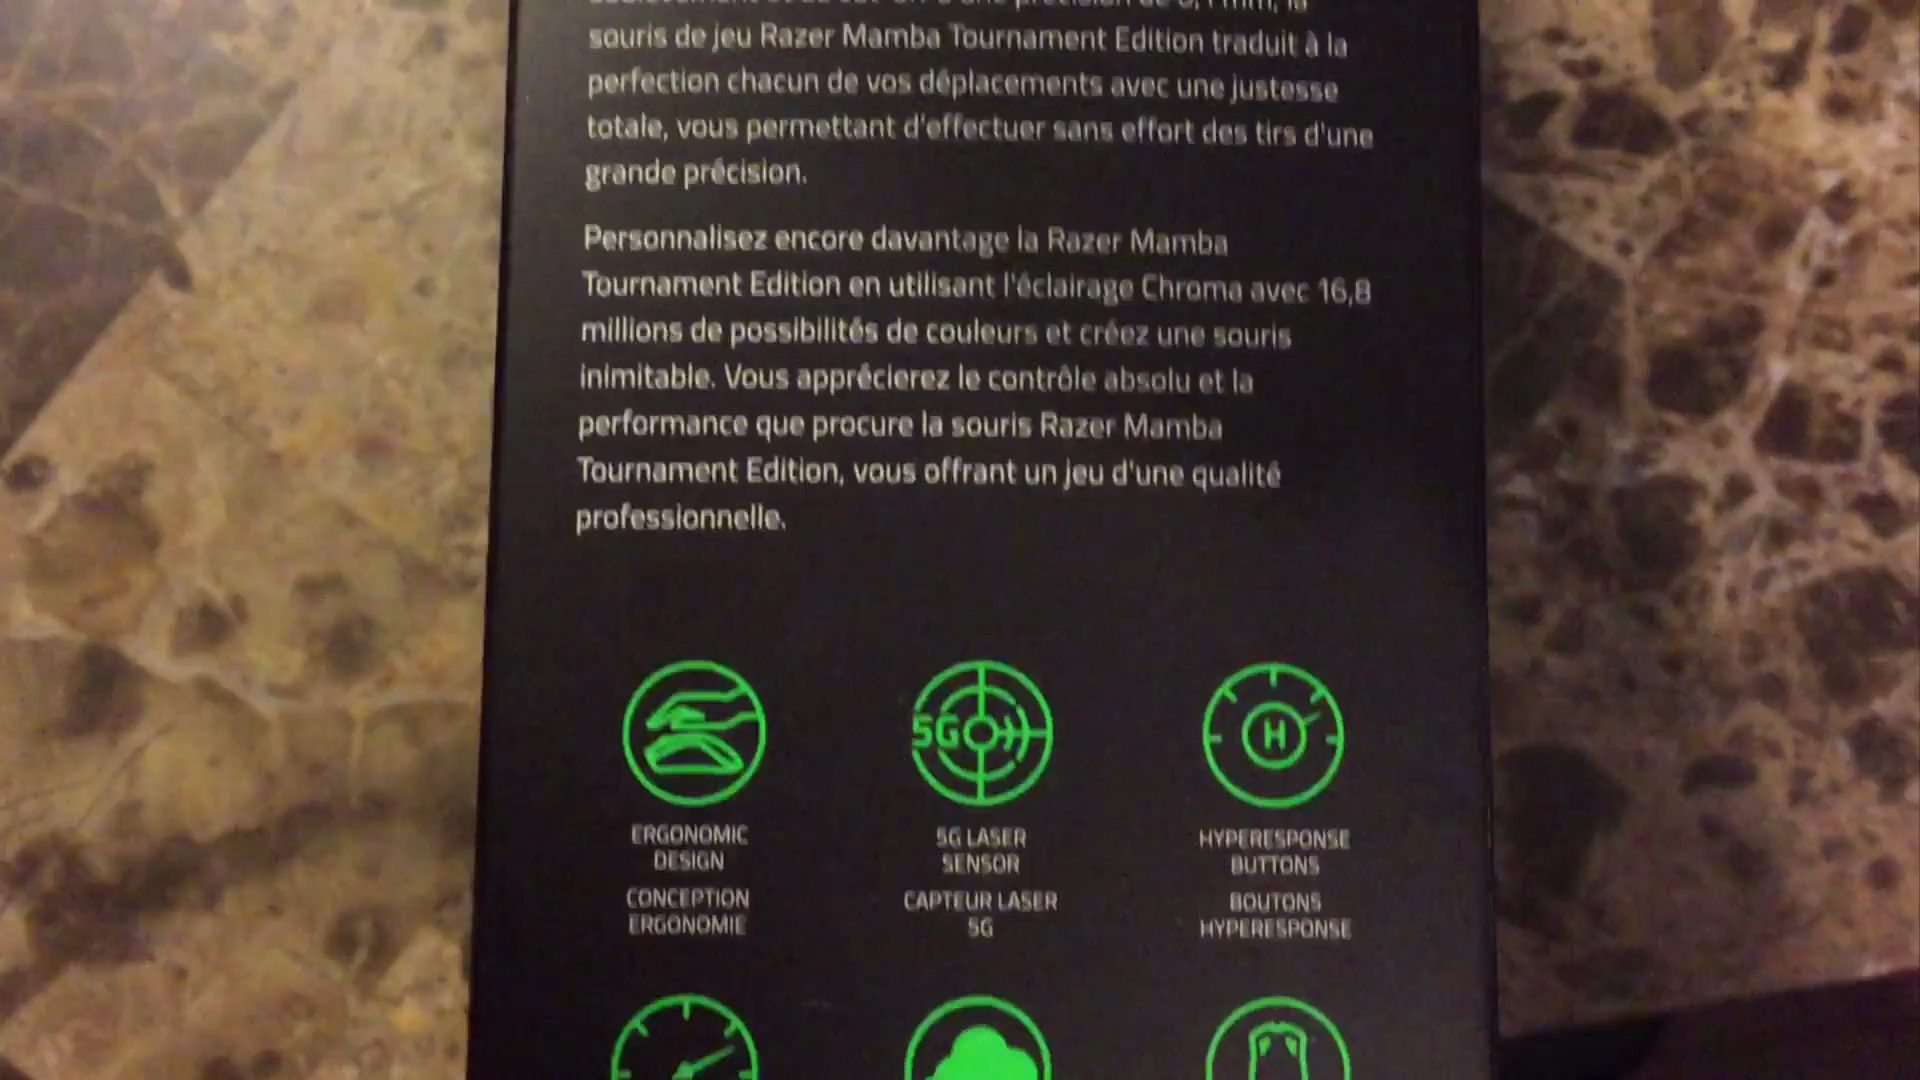 souris de jeu Razer Mamba Tournament Edition traduit à la
perfection chacun de vos déplacements avec une justesse
totale, vous permettant d'effectuer sans effort des tirs d'une
grande précision.
Personnalisez encore davantage la Razer Mamba
Tournament Edition en utilisant l'éclairage Chroma avec 16,8
millions de possibilités de couleurs et créez une souris
inimitable. Vous apprécierez le contrôle absolu et la
performance que procure la souris Razer Mamba
Tournament Edition, vous offrant un jeu d'une qualité
professionnelle.
5G
H
ERGONOMIC
DESIGN
CONCEPTION
ERGONOMIE
5G LASER
SENSOR
CAPTEUR LASER
5G
HYPERESPONSE
BUTTONS
BOUTONS
HYPERESPONSE